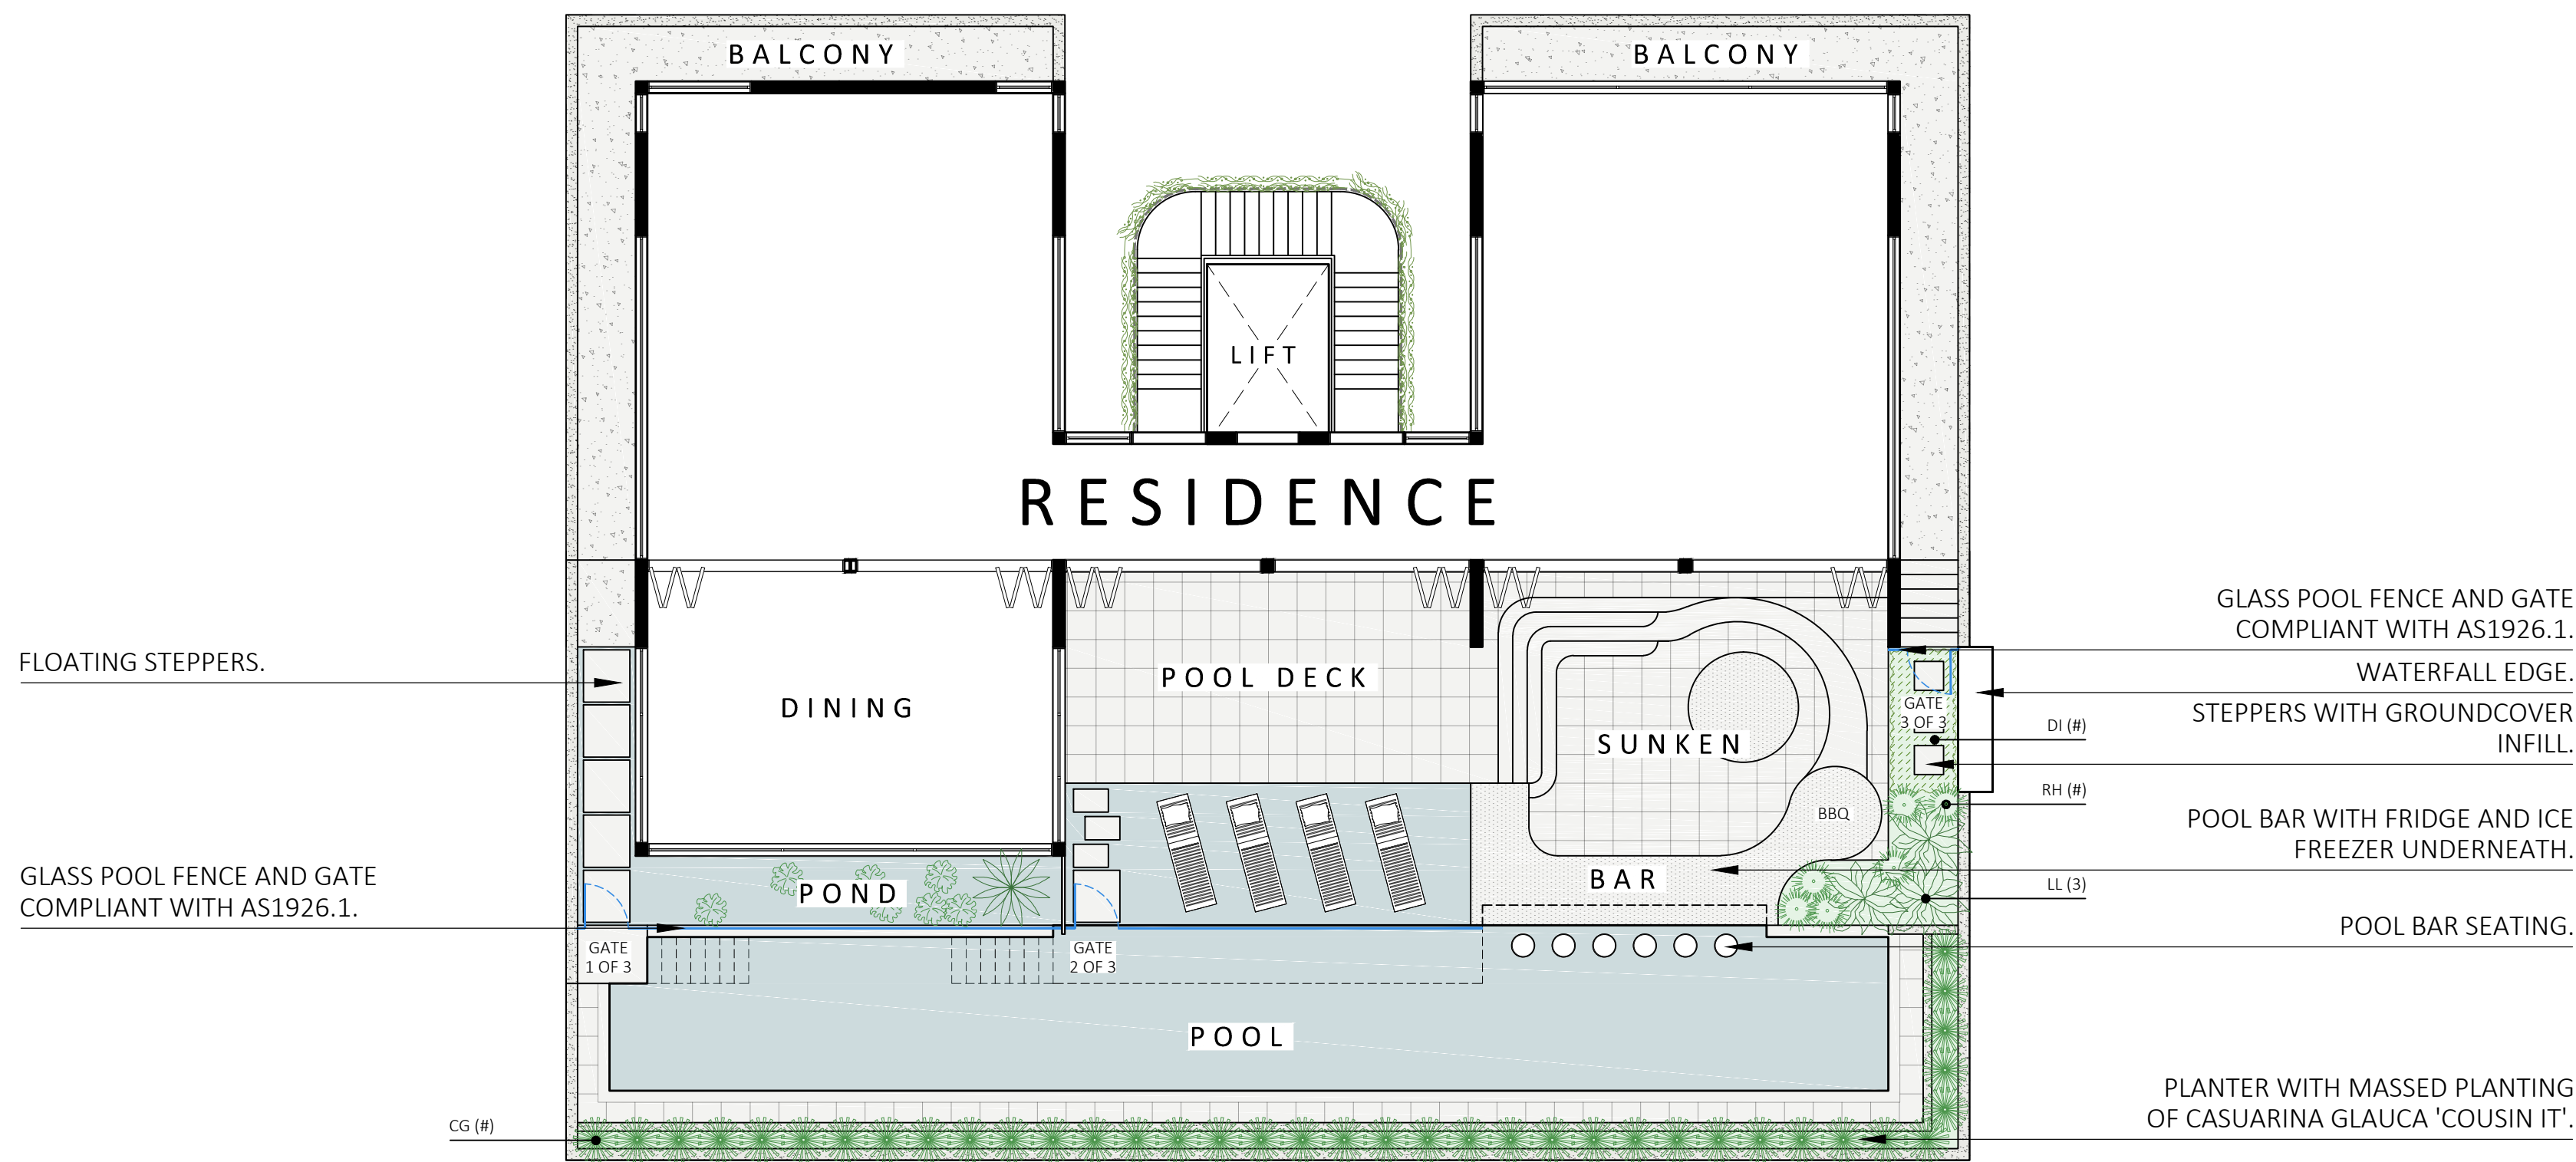 BALCONY
BALCONY
LIFT
RESIDENCE
GLASS POOL FENCE AND GATE
COMPLIANT WITH AS1926.1.
FLOATING STEPPERS.
WATERFALL EDGE.
POOL DECK
DINING
GATE
3 OF 3
STEPPERS WITH GROUNDCOVER
INFILL.
DI (#)
SUNKEN
RH (#)
BBQ
POOL BAR WITH FRIDGE AND ICE
FREEZER UNDERNEATH.
GLASS POOL FENCE AND GATE
COMPLIANT WITH AS1926.1.
POND
BAR
LL (3)
POOL BAR SEATING.
GATE
1 OF 3
GATE
2 OF 3
POOL
PLANTER WITH MASSED PLANTING
OF CASUARINA GLAUCA 'COUSIN IT'.
CG (#)